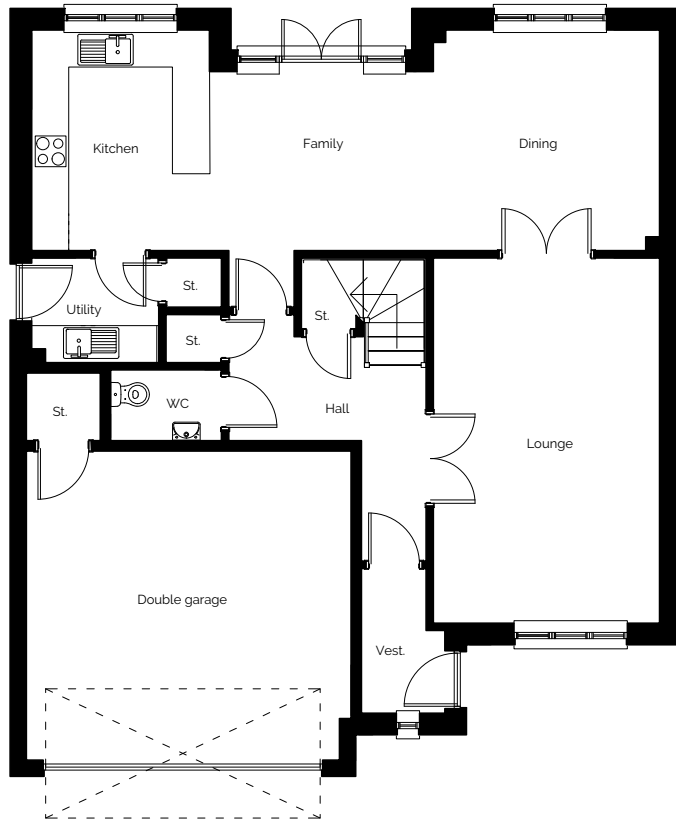 Kitchen
Family
Dining
St.
Utility
St.
St.
WC
Hall
St.
Lounge
Double garage
Vest.